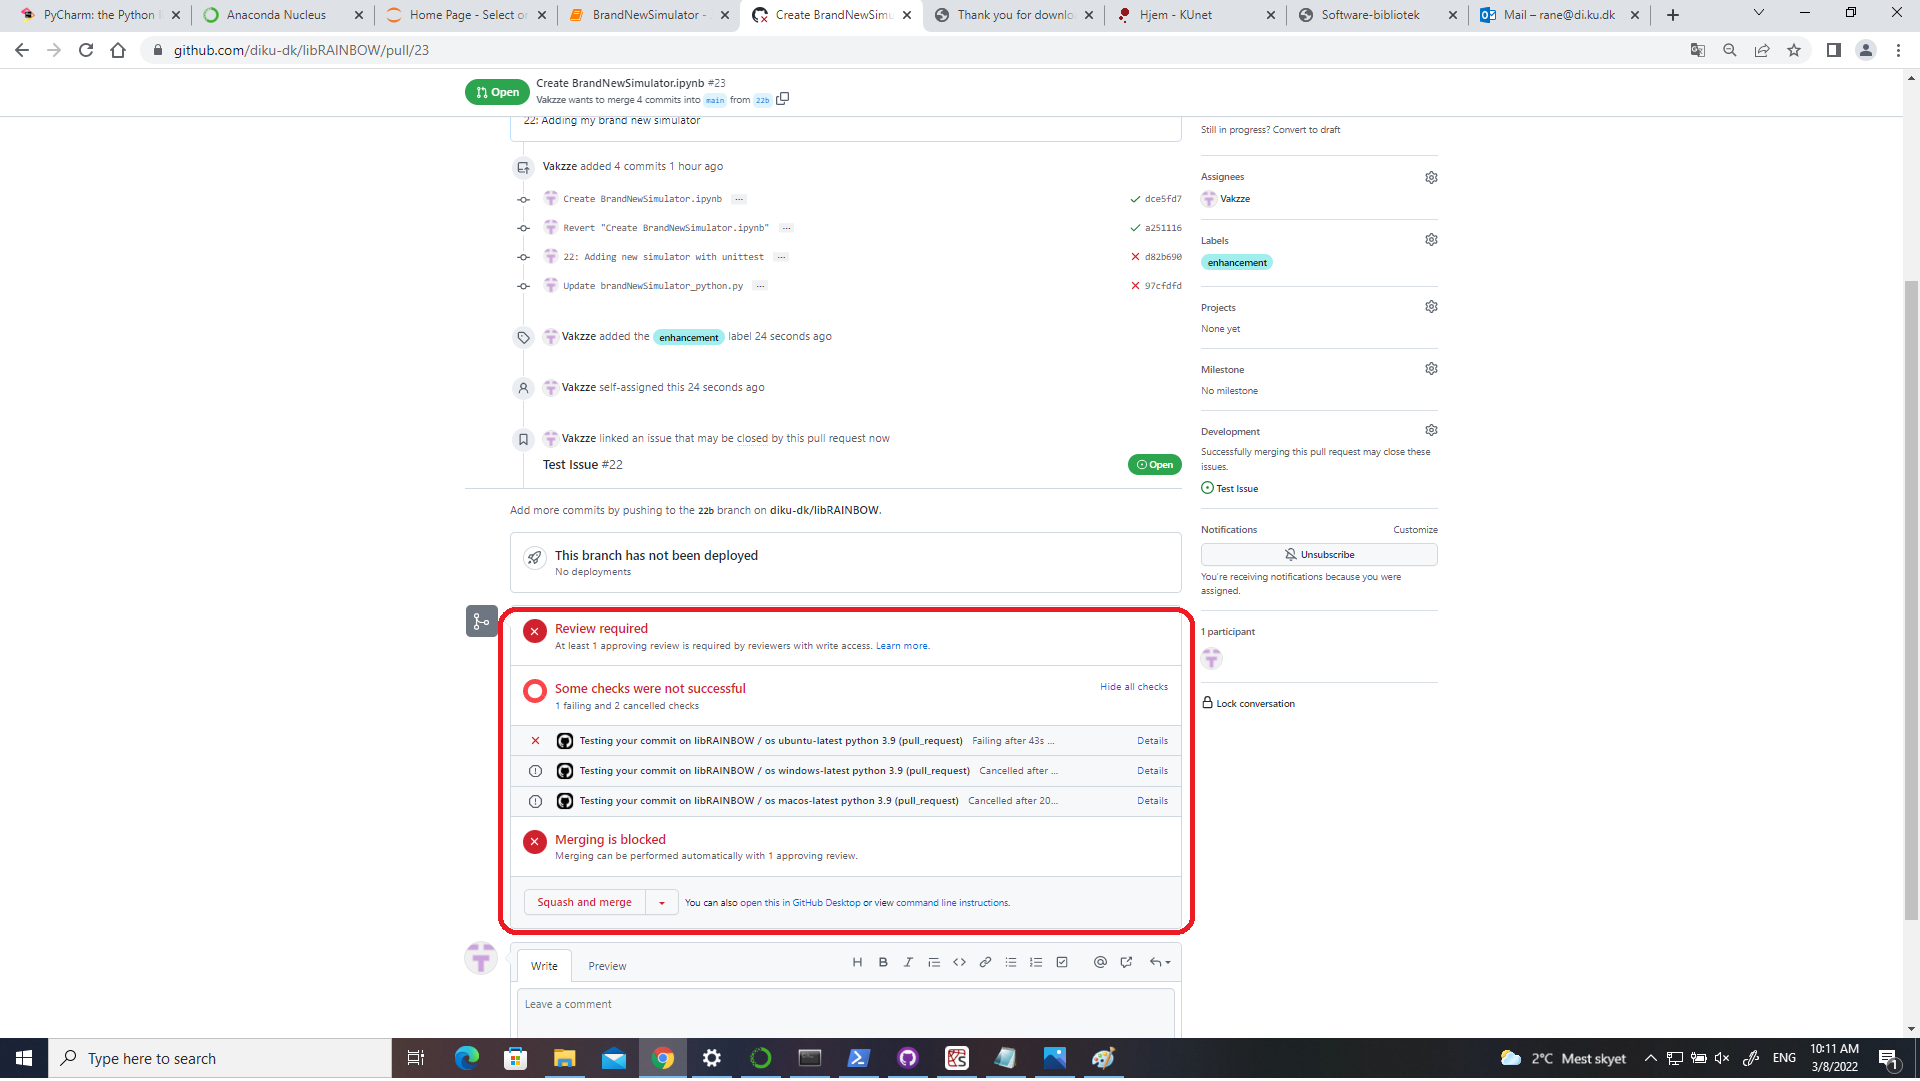 PyCharm: the Python
Anaconda Nucleus
Home Page - Select or
BrandNewSimulator -
Create BrandNewSimu
Thank you for downlo
Hjem - KUnet
Software-bibliotek
Mail – rane@di.ku.dk
github.com/diku-dk/libRAINBOW/pull/23
Open
Create BrandNewSimulator.ipynb #23
Vakzze wants to merge 4 commits into main from 22b
22: Adding my brand new simulator
Vakzze added 4 commits 1 hour ago
Create BrandNewSimulator.ipynb ... dce5fd7
Revert "Create BrandNewSimulator.ipynb" ... a251116
22: Adding new simulator with unittest ... d82b690
Update brandNewSimulator_python.py ... 97cfdfd
Vakzze added the enhancement label 24 seconds ago
Vakzze self-assigned this 24 seconds ago
Vakzze linked an issue that may be closed by this pull request now
Test Issue #22
Open
Add more commits by pushing to the 22b branch on diku-dk/libRAINBOW.
This branch has not been deployed
No deployments
Review required
At least 1 approving review is required by reviewers with write access. Learn more.
Some checks were not successful
Hide all checks
1 failing and 2 cancelled checks
Testing your commit on libRAINBOW / os ubuntu-latest python 3.9 (pull_request) Failing after 43s ... Details
Testing your commit on libRAINBOW / os windows-latest python 3.9 (pull_request) Cancelled after ... Details
Testing your commit on libRAINBOW / os macos-latest python 3.9 (pull_request) Cancelled after 20... Details
Merging is blocked
Merging can be performed automatically with 1 approving review.
Squash and merge
You can also open this in GitHub Desktop or view command line instructions.
Write
Preview
Leave a comment
Still in progress? Convert to draft
Assignees
Vakzze
Labels
enhancement
Projects
None yet
Milestone
No milestone
Development
Successfully merging this pull request may close these
issues.
Test Issue
Notifications
Customize
Unsubscribe
You're receiving notifications because you were
assigned.
1 participant
Lock conversation
Type here to search
2°C Mest skyet
ENG
10:11 AM
3/8/2022
1